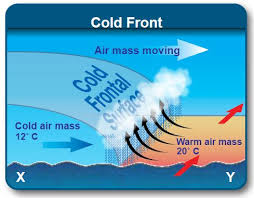 Cold Front
Air mass moving
Cold
Frontal
Surface
Cold air mass
12° C
Warm air mass
20° C
X
Y